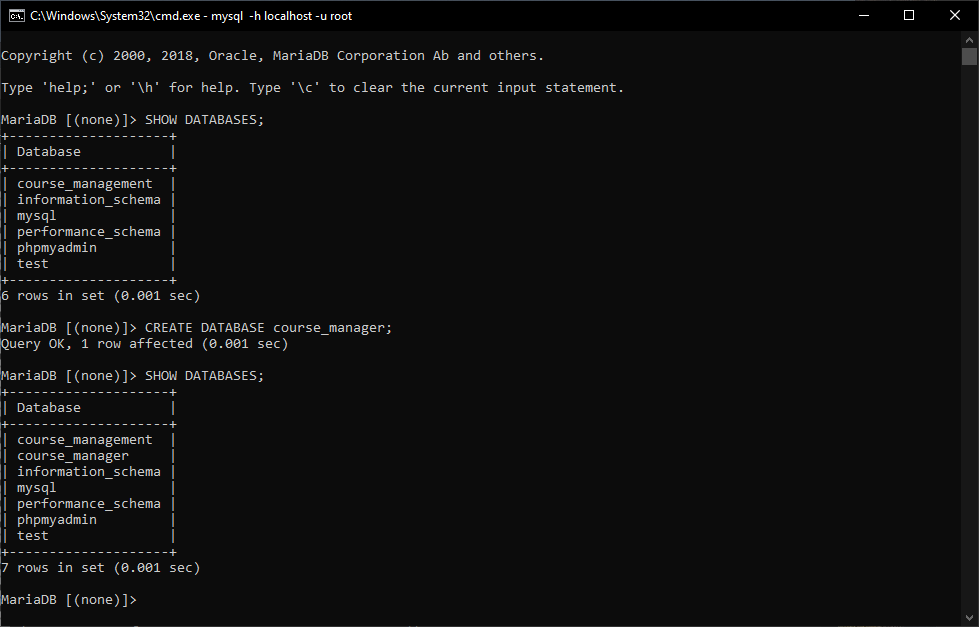 C:\Windows\System32\cmd.exe - mysql  -h localhost -u root
Copyright (c) 2000, 2018, Oracle, MariaDB Corporation Ab and others.
Type 'help;' or '\h' for help. Type '\c' to clear the current input statement.
MariaDB [(none)]> SHOW DATABASES;
+--------------------+
| Database           |
+--------------------+
| course_management  |
| information_schema |
| mysql              |
| performance_schema |
| phpmyadmin         |
| test               |
+--------------------+
6 rows in set (0.001 sec)
MariaDB [(none)]> CREATE DATABASE course_manager;
Query OK, 1 row affected (0.001 sec)
MariaDB [(none)]> SHOW DATABASES;
+--------------------+
| Database           |
+--------------------+
| course_management  |
| course_manager     |
| information_schema |
| mysql              |
| performance_schema |
| phpmyadmin         |
| test               |
+--------------------+
7 rows in set (0.001 sec)
MariaDB [(none)]>